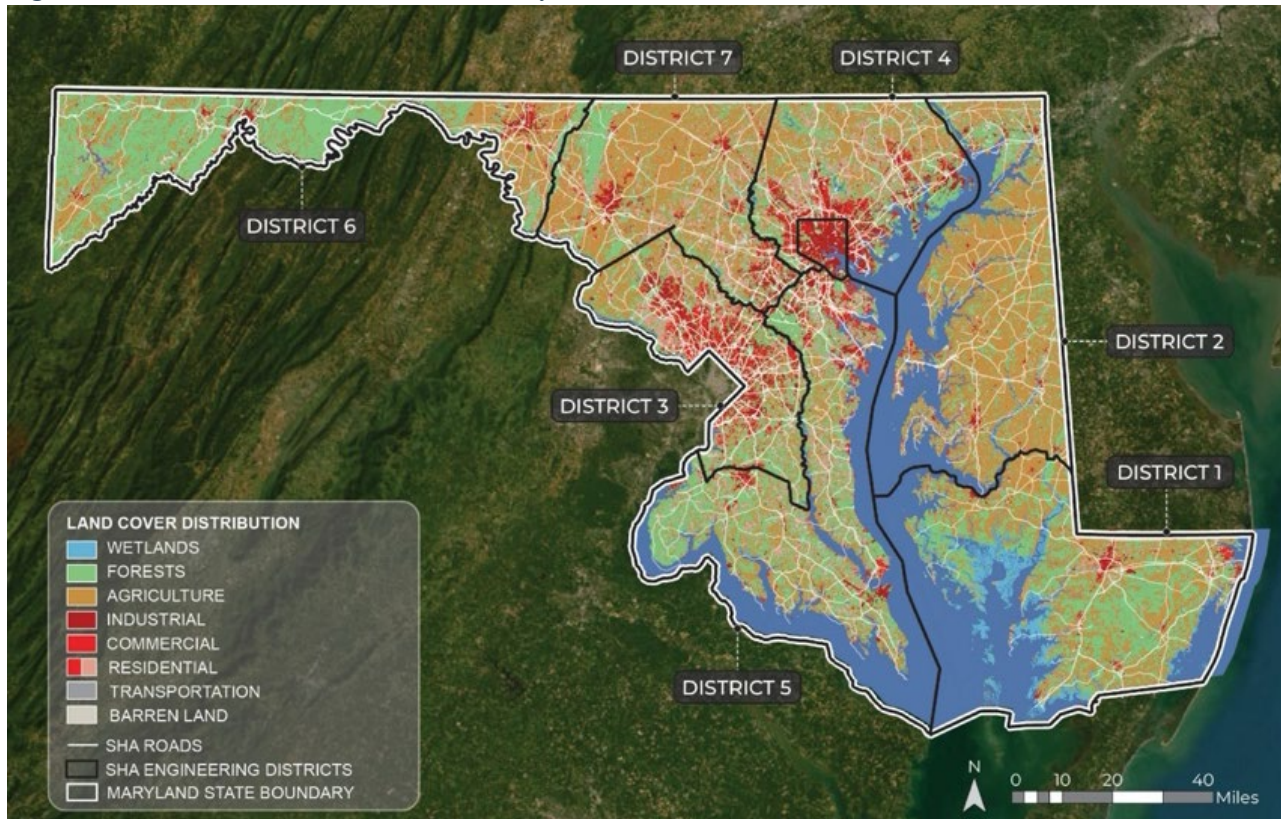 DISTRICT 7
DISTRICT 4
DISTRICT 6
DISTRICT 2
DISTRICT 3
DISTRICT 1
DISTRICT 5
LAND COVER DISTRIBUTION
WETLANDS
FORESTS
AGRICULTURE
INDUSTRIAL
COMMERCIAL
RESIDENTIAL
TRANSPORTATION
BARREN LAND
SHA ROADS
SHA ENGINEERING DISTRICTS
MARYLAND STATE BOUNDARY
N
0 10 20 40
Miles